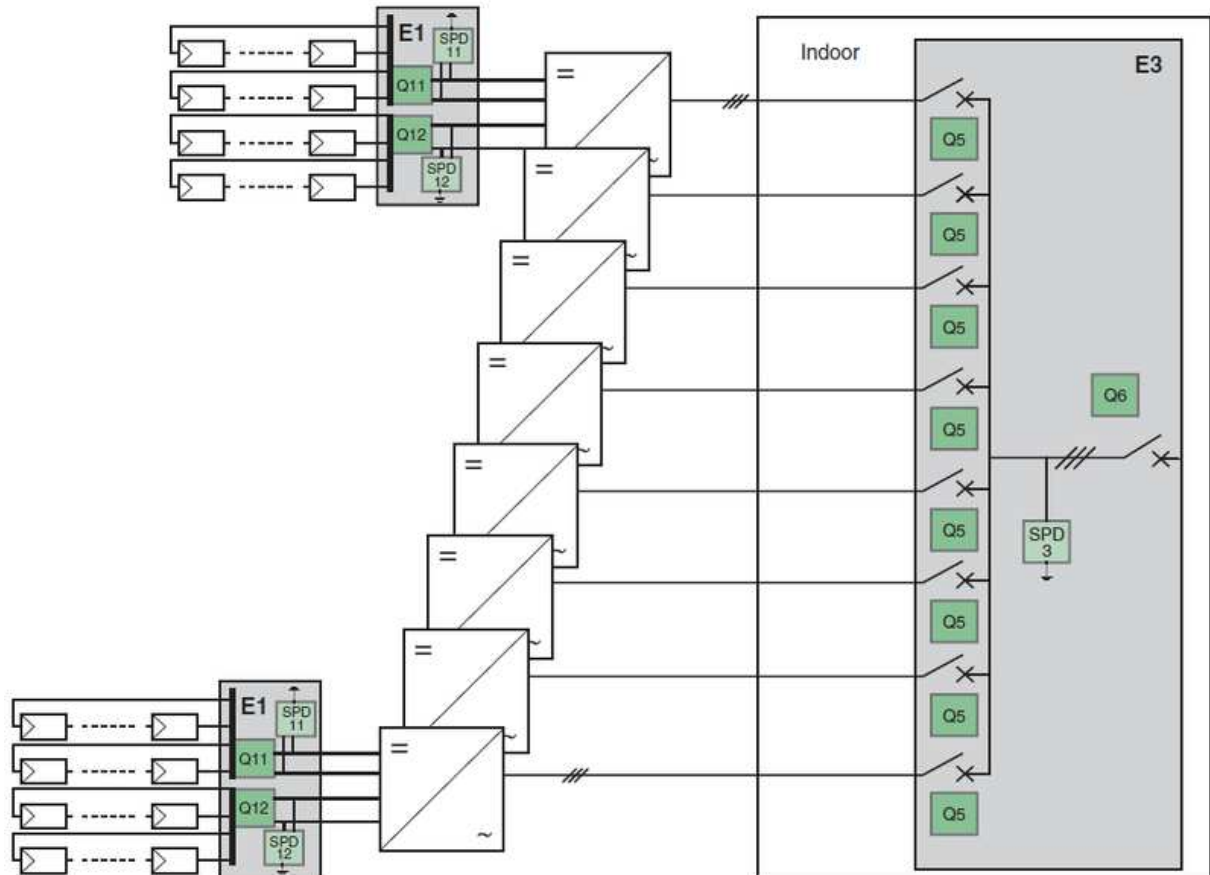 E1
SPD
11
Q11
Q12
SPD
12
=
~
=
~
=
~
=
~
=
~
=
~
=
~
=
~
E1
SPD
11
Q11
Q12
SPD
12
Indoor
E3
Q5
Q5
Q5
Q5
Q5
Q5
Q5
Q5
Q6
SPD
3